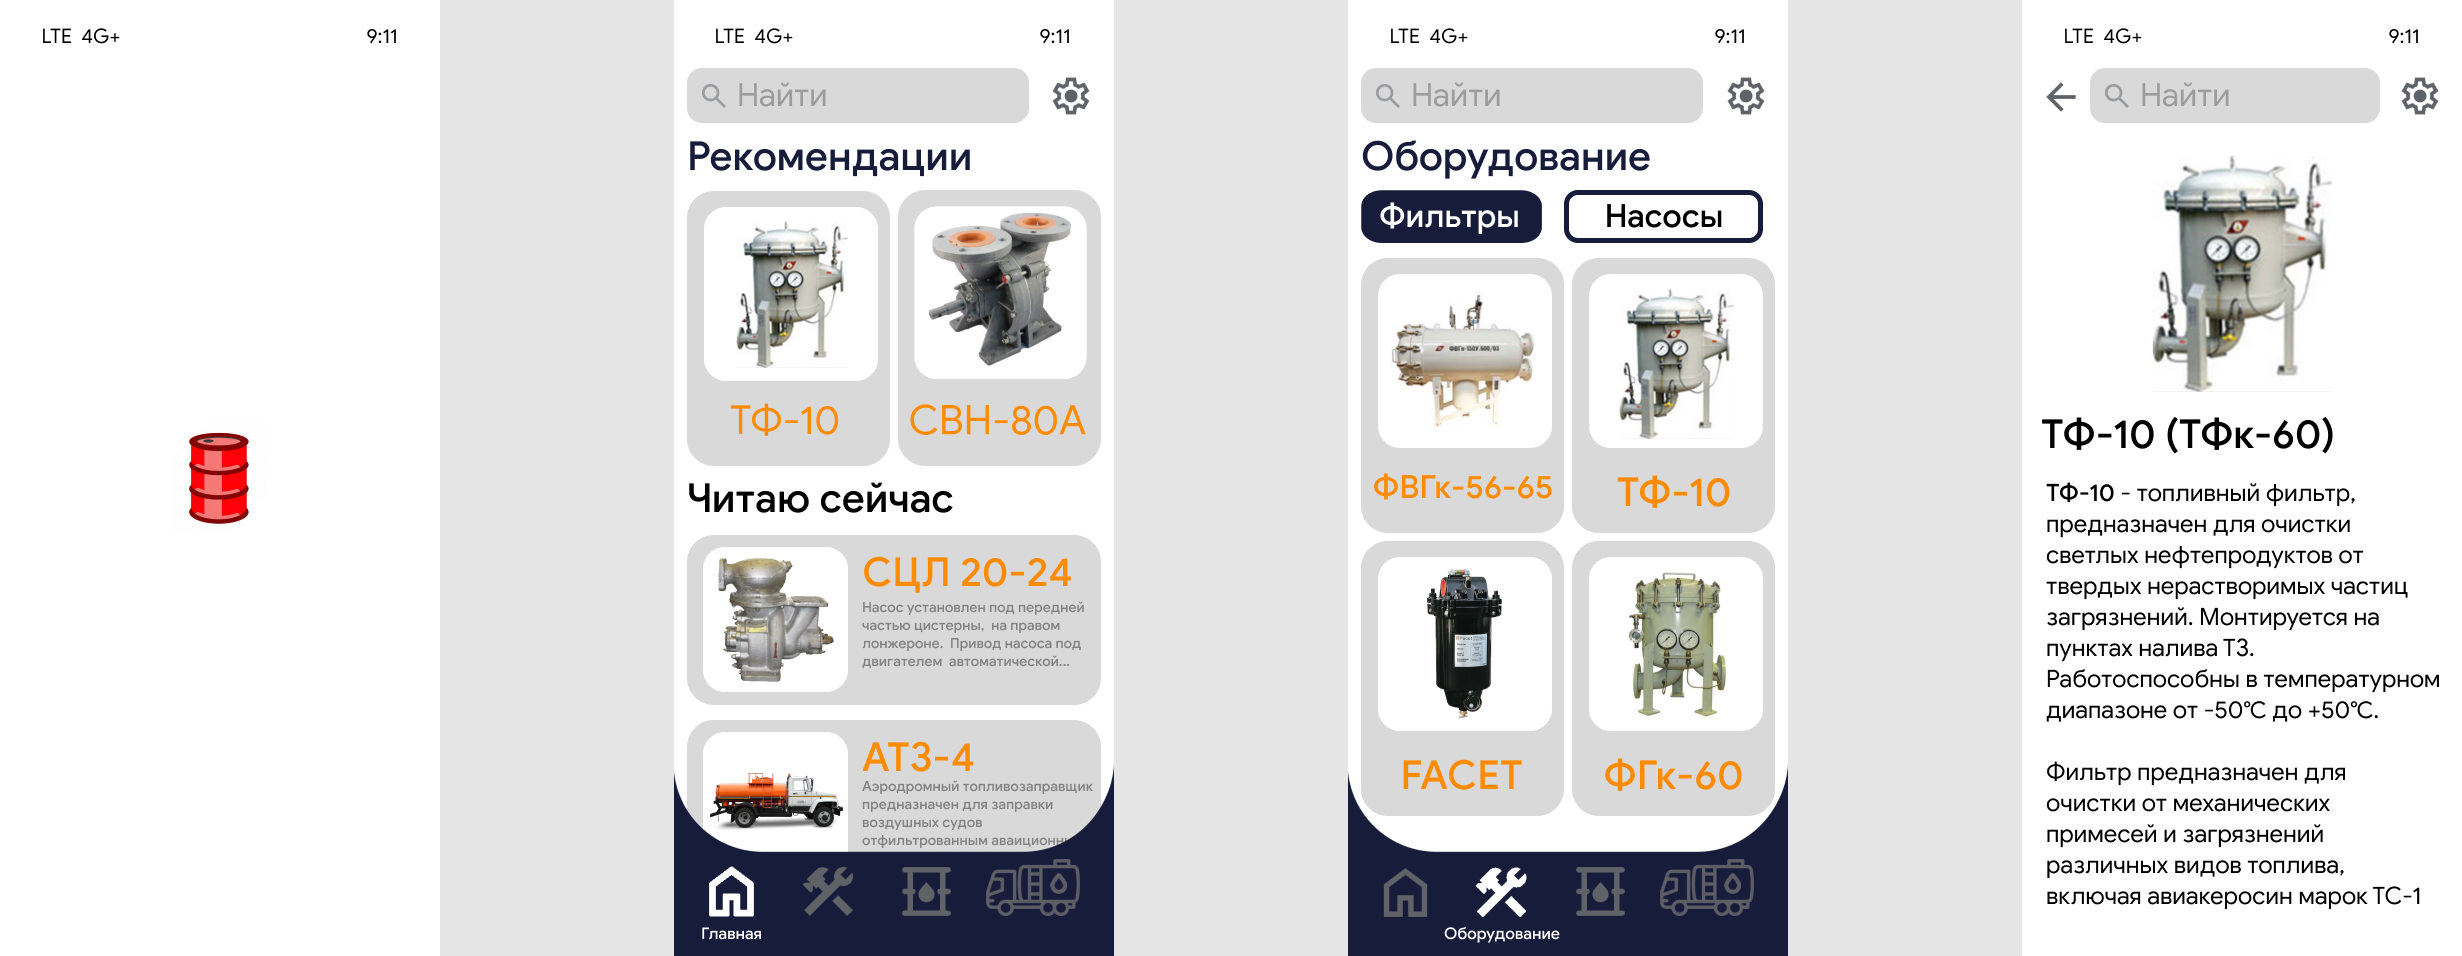 LTE 4G+ 9:11
LTE 4G+ 9:11
Найти
Рекомендации
ТФ-10
СВН-80А
Читаю сейчас
СЦЛ 20-24
Насос установлен под передней
частью цистерны, на правом
лонжероне. Привод насоса под
двигателем автоматической...
АТЗ-4
Аэродромный топливозаправщик
предназначен для заправки
воздушных судов
отфильтрованным авиационн
Главная
LTE 4G+ 9:11
Найти
Оборудование
Фильтры
Насосы
ФВГк-56-65
ТФ-10
FACET
ФГк-60
Оборудование
LTE 4G+ 9:11
Найти
ТФ-10 (ТФк-60)
ТФ-10 - топливный фильтр,
предназначен для очистки
светлых нефтепродуктов от
твердых нерастворимых частиц
загрязнений. Монтируется на
пунктах налива ТЗ.
Работоспособны в температурном
диапазоне от -50°С до +50°С.
Фильтр предназначен для
очистки от механических
примесей и загрязнений
различных видов топлива,
включая авиакеросин марок ТС-1